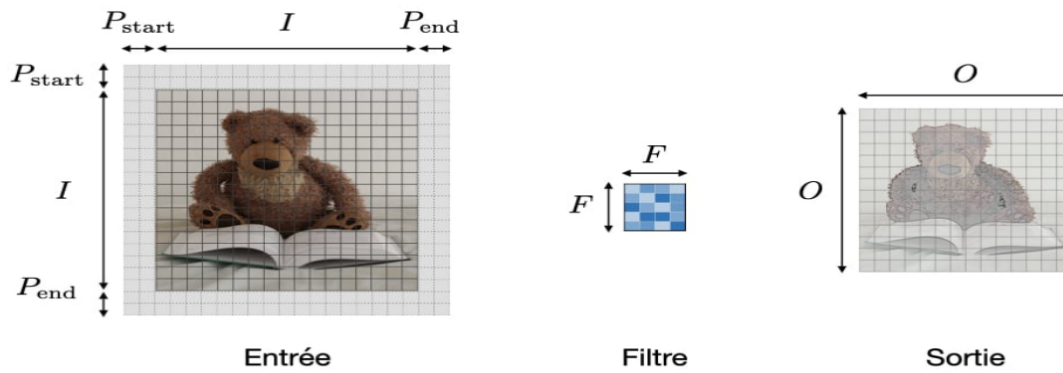 P_start I P_end
P_start
I
P_end
F
F
O
O
Entrée Filtre Sortie